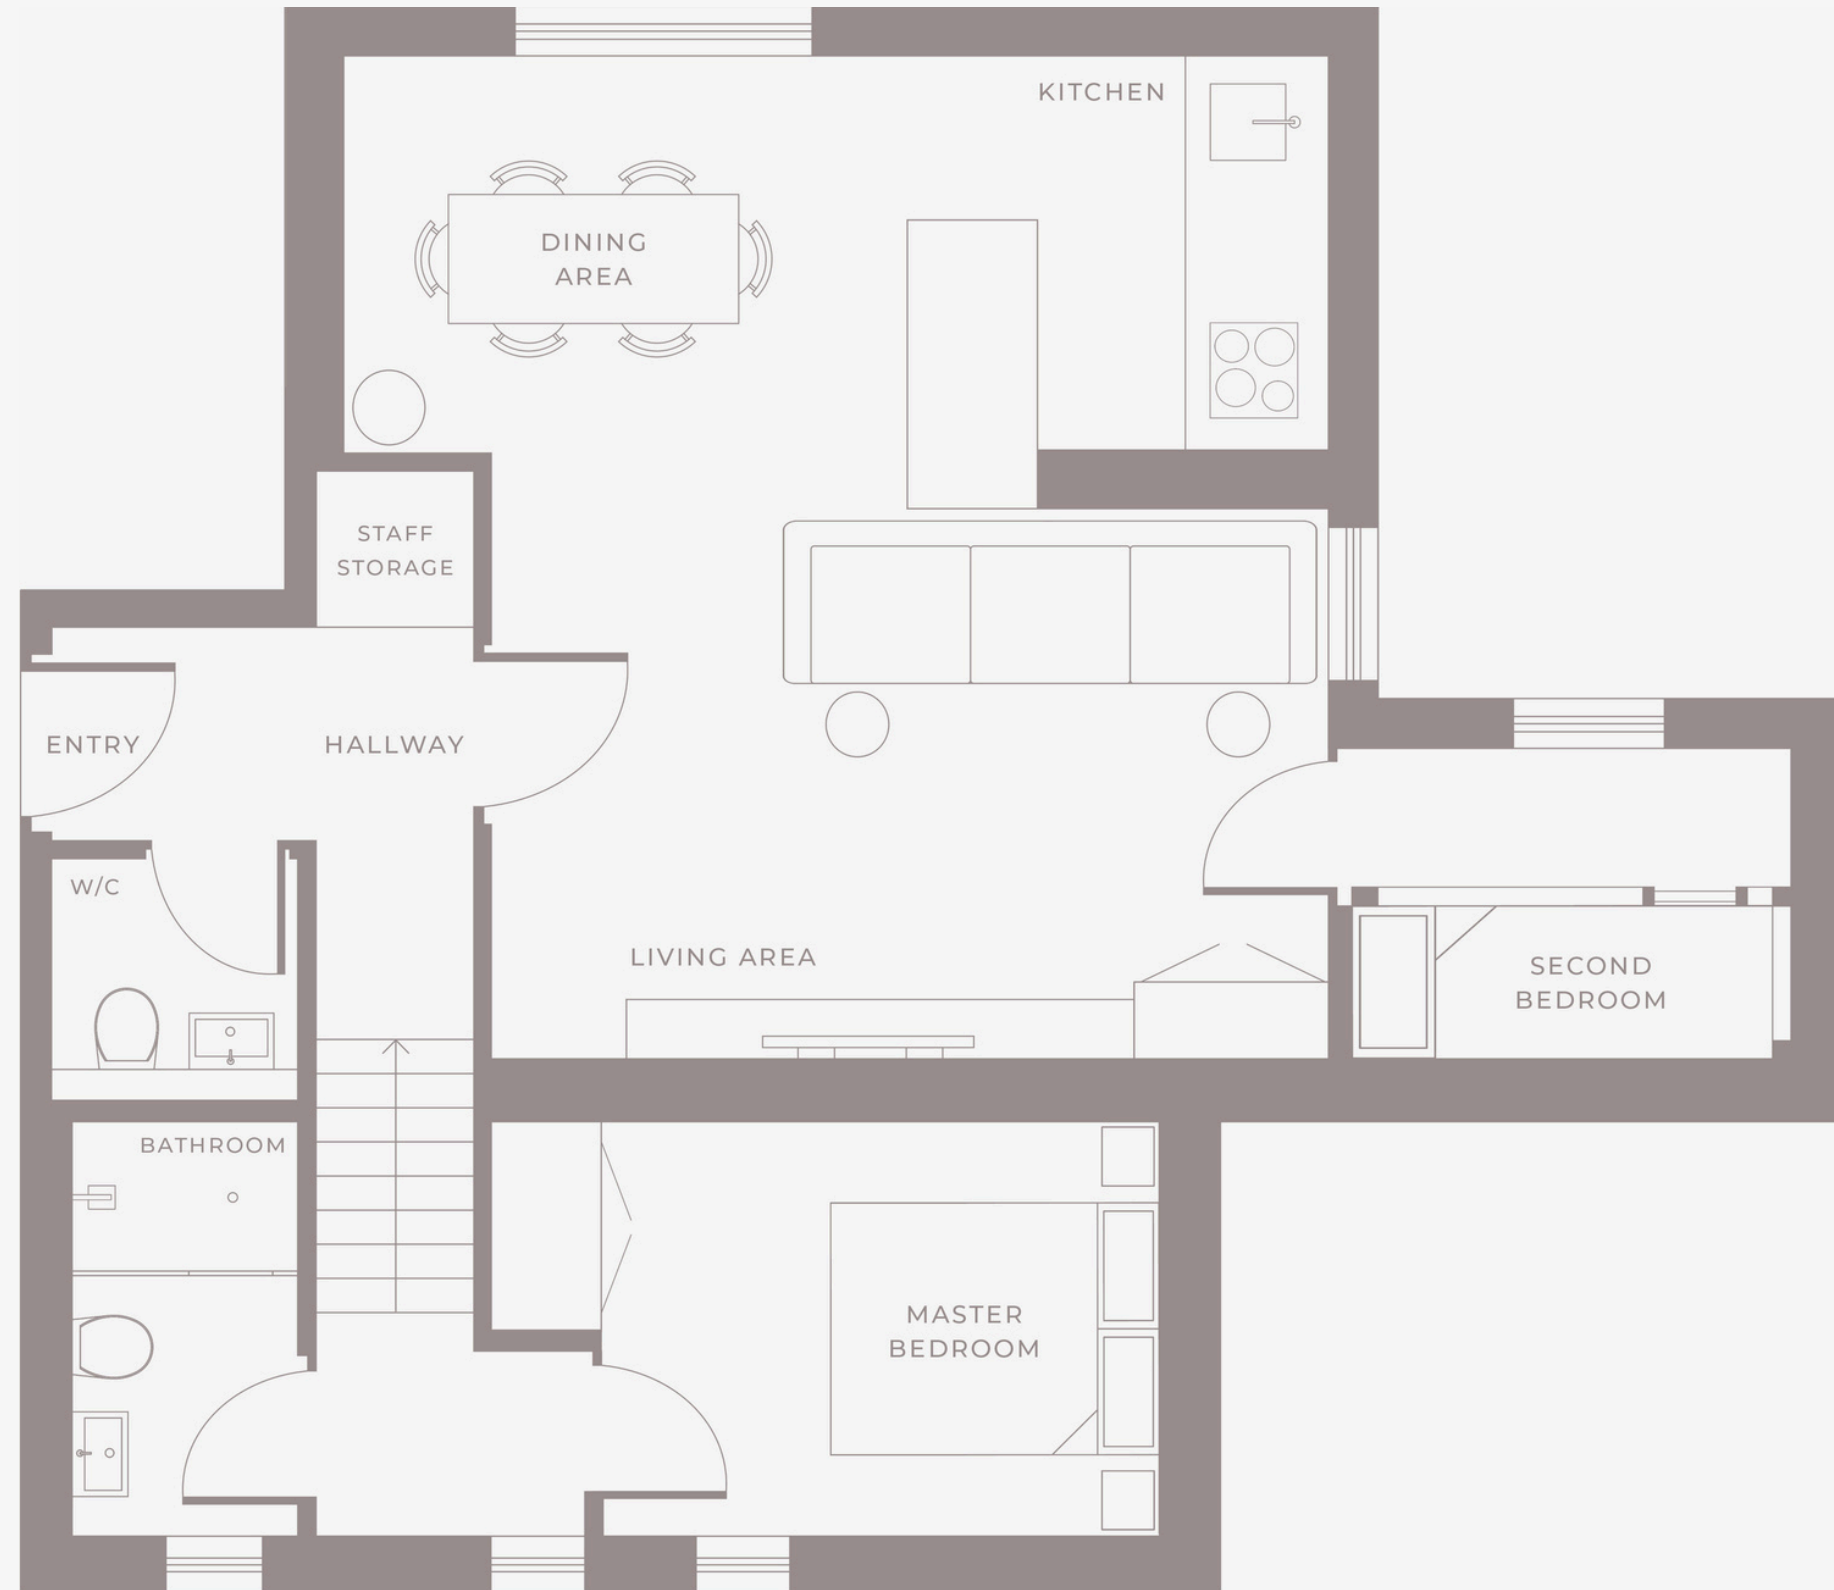 KITCHEN
DINING
AREA
STAFF
STORAGE
ENTRY
HALLWAY
W/C
LIVING AREA
SECOND
BEDROOM
BATHROOM
MASTER
BEDROOM